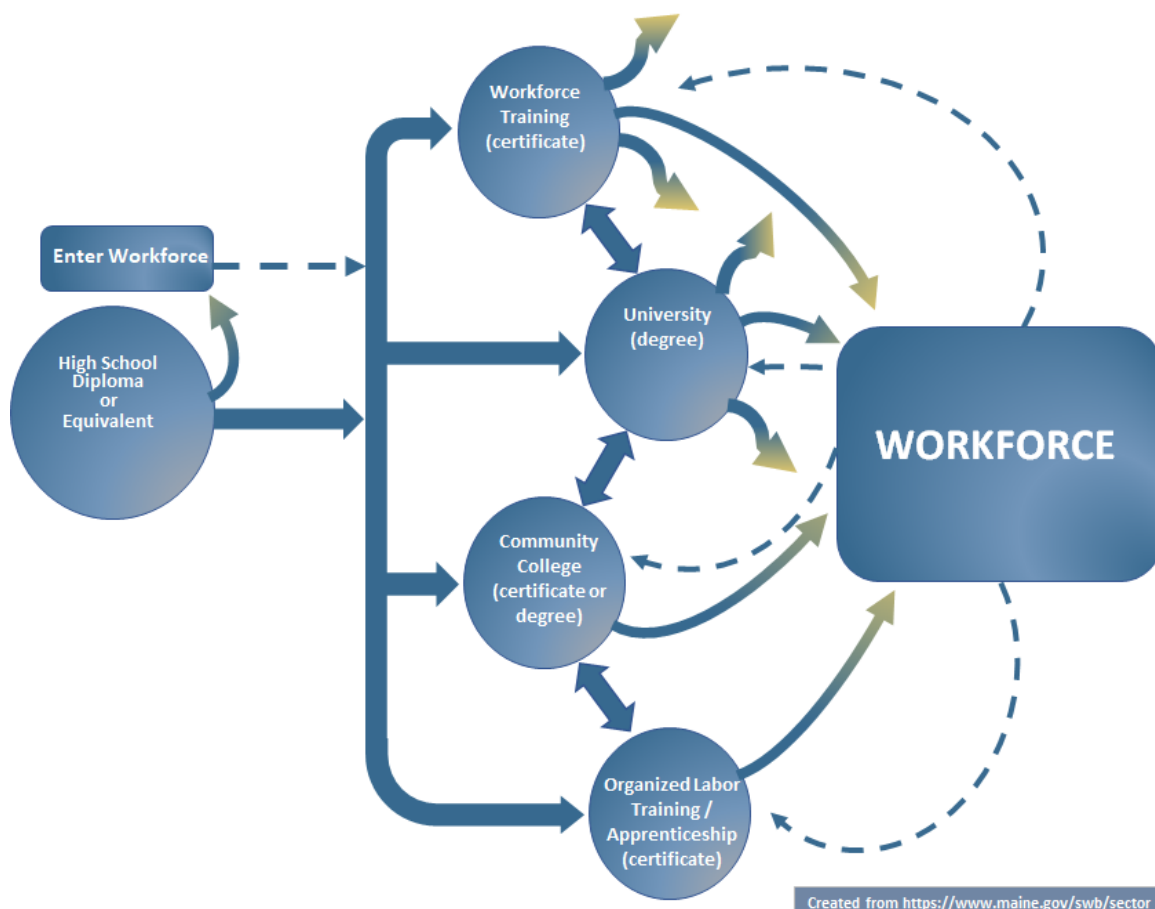 Workforce
Training
(certificate)
Enter Workforce
High School
Diploma
or
Equivalent
University
(degree)
WORKFORCE
Community
College
(certificate or
degree)
Organized Labor
Training /
Apprenticeship
(certificate)
Created from https://www.maine.gov/swb/sector